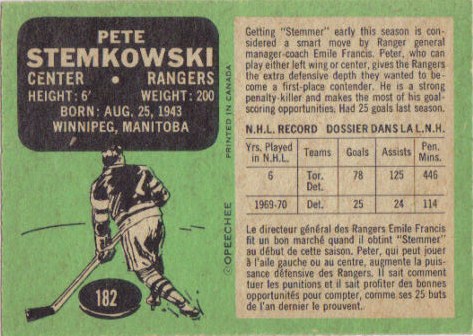 PETE
STEMKOWSKI
CENTER • RANGERS
HEIGHT: 6' WEIGHT: 200
BORN: AUG. 25, 1943
WINNIPEG, MANITOBA
182
©OPEECHEE PRINTED IN CANADA
Getting "Stemmer" early this season is con-
sidered a smart move by Ranger general
manager-coach Emile Francis. Peter, who can
play either left wing or center, gives the Rangers
the extra defensive depth they wanted to be-
come a first-place contender. He is a strong
penalty-killer and makes the most of his goal-
scoring opportunities. Had 25 goals last season.
N.H.L. RECORD DOSSIER DANS LA L.N.H.
Yrs. Played in N.H.L. Teams Goals Assists Pen. Mins.
6 Tor. Det. 78 125 446
1969-70 Det. 25 24 114
Le directeur général des Rangers Emile Francis
fit un bon marché quand il obtint "Stemmer"
au début de cette saison. Peter, qui peut jouer
à l'aile gauche ou au centre, augmente la puis-
sance défensive des Rangers. Il sait comment
tuer les punitions et il sait profiter des bonnes
opportunités pour compter, comme ses 25 buts
de l'an dernier le démontrent.